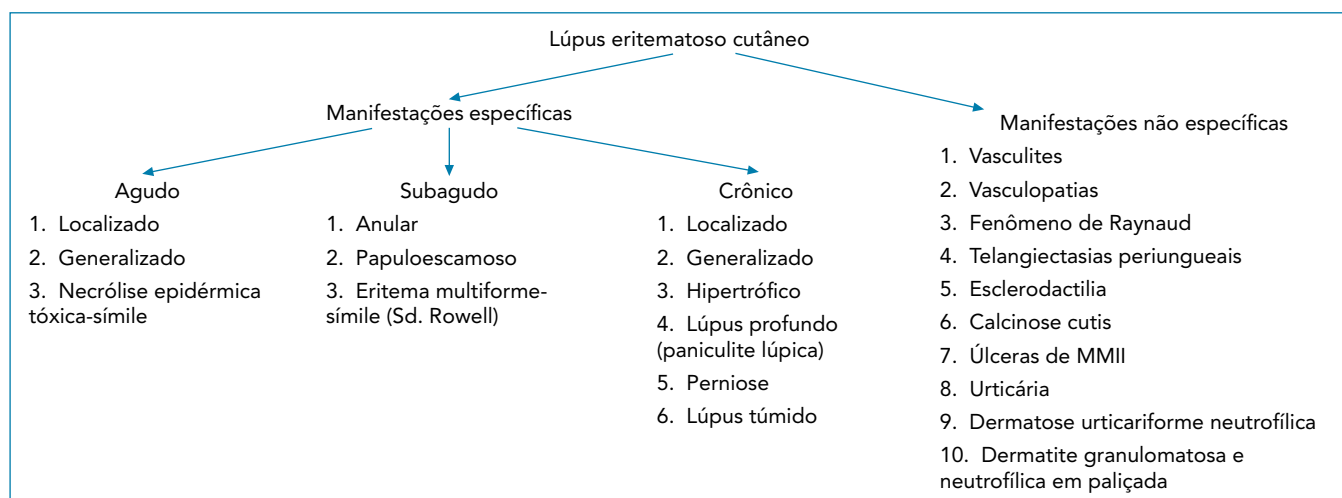 Lúpus eritematoso cutâneo
Manifestações específicas
Agudo
1. Localizado
2. Generalizado
3. Necrólise epidérmica
tóxica-símile
Subagudo
1. Anular
2. Papuloescamoso
3. Eritema multiforme-
símile (Sd. Rowell)
Crônico
1. Localizado
2. Generalizado
3. Hipertrófico
4. Lúpus profundo
(paniculite lúpica)
5. Perniose
6. Lúpus túmido
Manifestações não específicas
1. Vasculites
2. Vasculopatias
3. Fenômeno de Raynaud
4. Telangiectasias periungueais
5. Esclerodactilia
6. Calcinose cutis
7. Úlceras de MMII
8. Urticária
9. Dermatose urticariforme neutrofílica
10. Dermatite granulomatosa e
neutrofílica em paliçada